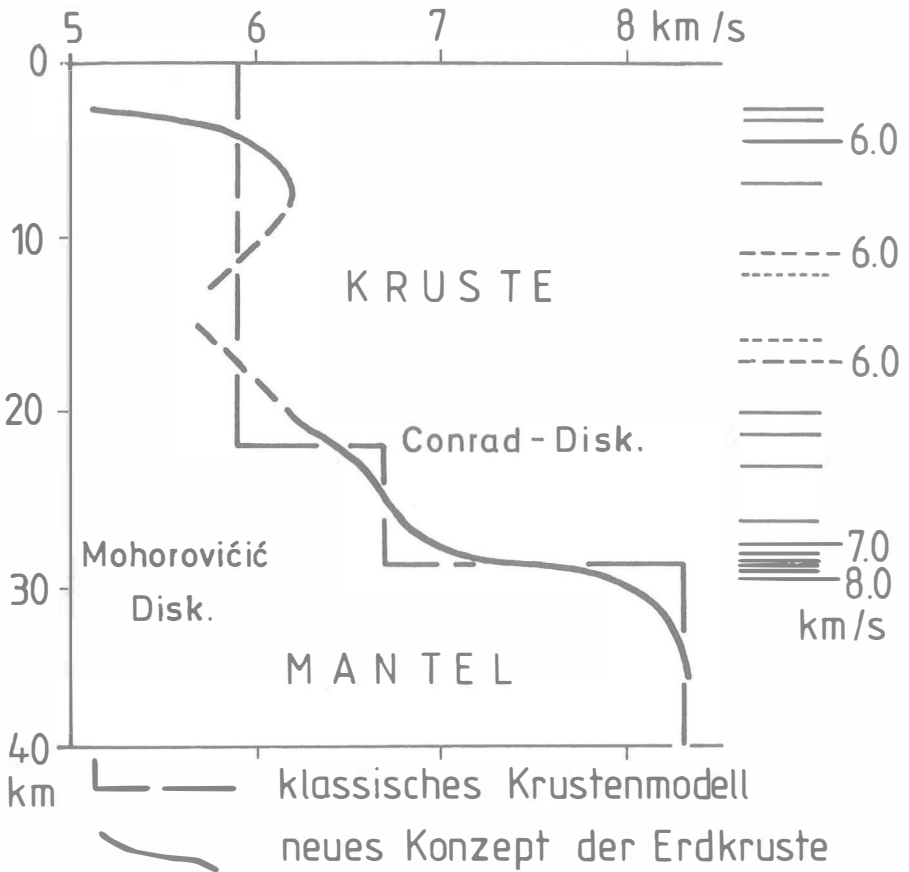 5 6 7 8 km/s
0
6.0
10
6.0
KRUSTE
6.0
20
Conrad-Disk.
Mohorovičić
Disk.
7.0
30
8.0
km/s
MANTEL
40
km
klassisches Krustenmodell
neues Konzept der Erdkruste